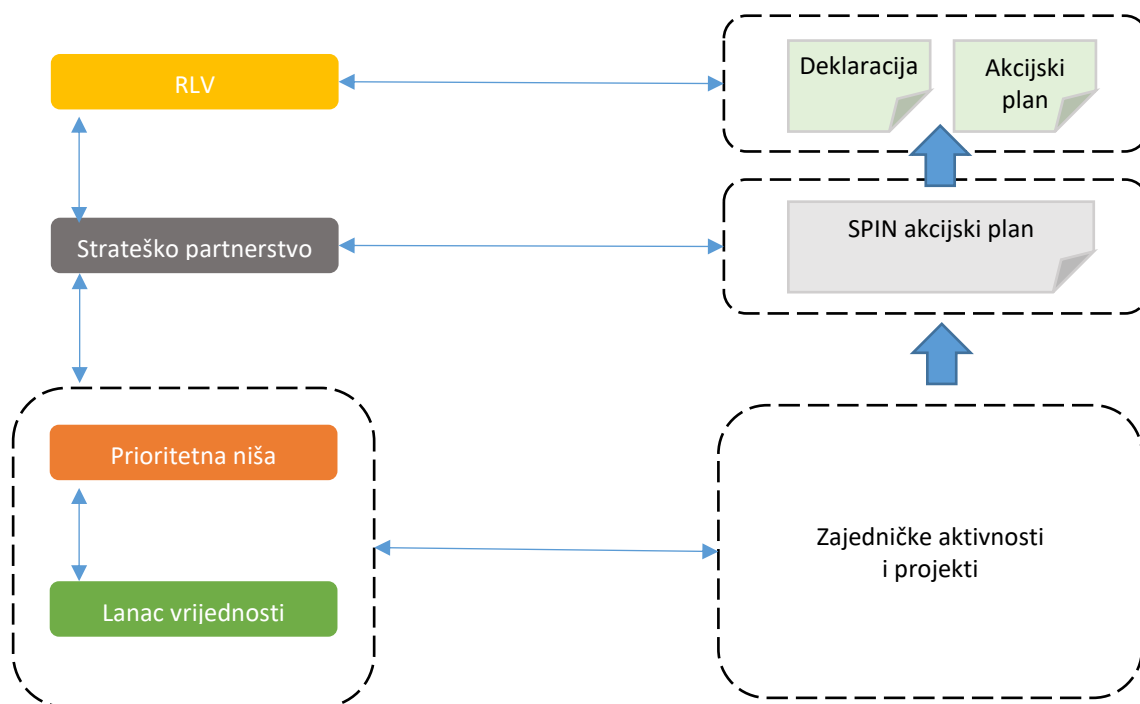 RLV
Deklaracija
Akcijski
plan
Strateško partnerstvo
SPIN akcijski plan
Prioritetna niša
Zajedničke aktivnosti
i projekti
Lanac vrijednosti